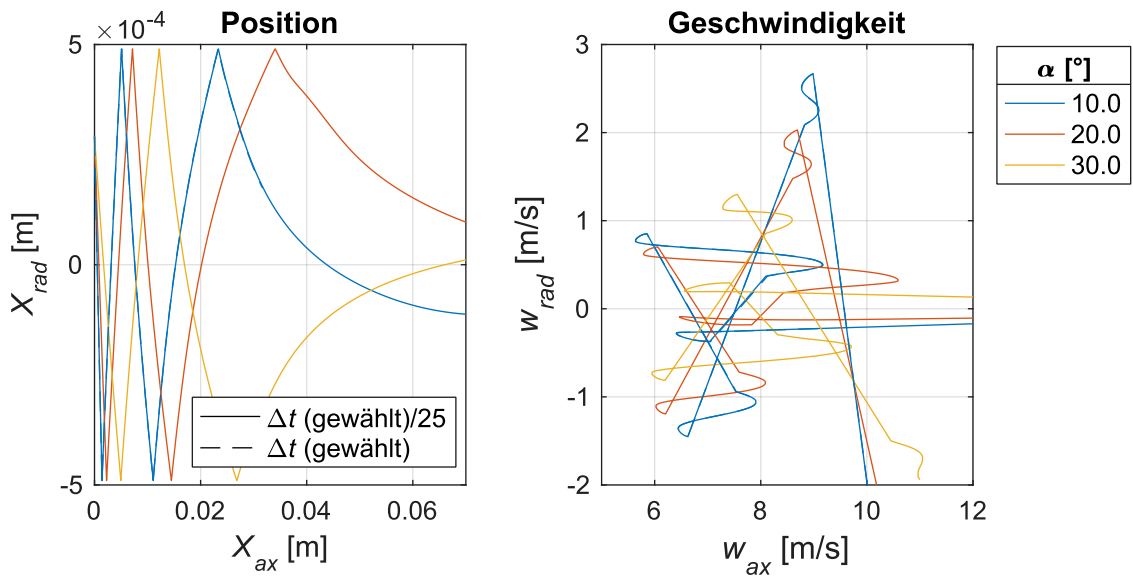 Position
×10⁻⁴
5
0
-5
X_rad [m]
0 0.02 0.04 0.06
X_ax [m]
Δt (gewählt)/25
Δt (gewählt)
Geschwindigkeit
3
2
1
0
-1
-2
w_rad [m/s]
6 8 10 12
w_ax [m/s]
α [°]
10.0
20.0
30.0